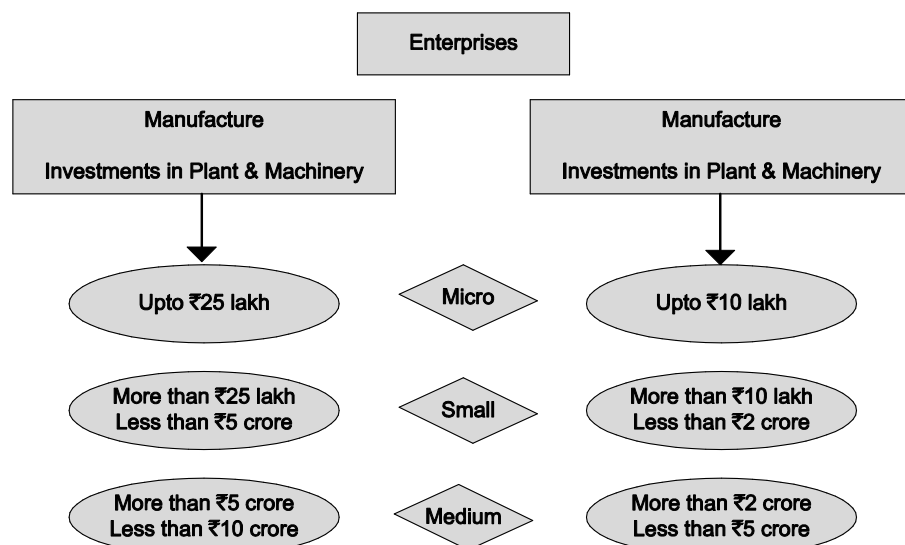 Enterprises
Manufacture
Investments in Plant & Machinery
Manufacture
Investments in Plant & Machinery
Upto ₹25 lakh
Micro
Upto ₹10 lakh
More than ₹25 lakh
Less than ₹5 crore
Small
More than ₹10 lakh
Less than ₹2 crore
More than ₹5 crore
Less than ₹10 crore
Medium
More than ₹2 crore
Less than ₹5 crore